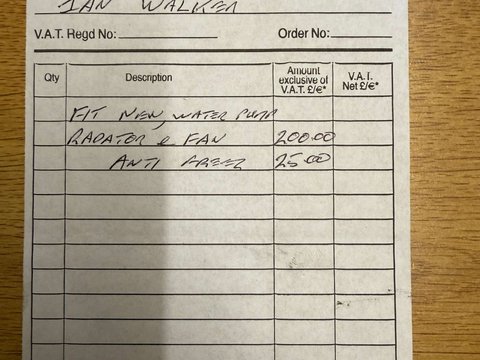 IAN WALKER
V.A.T. Regd No: Order No:
Qty Description Amount exclusive of V.A.T. £/€* V.A.T. Net £/€*
FIT NEW WATER PUMP
RADATOR & FAN 200.00
ANTI FREEZ 25.00